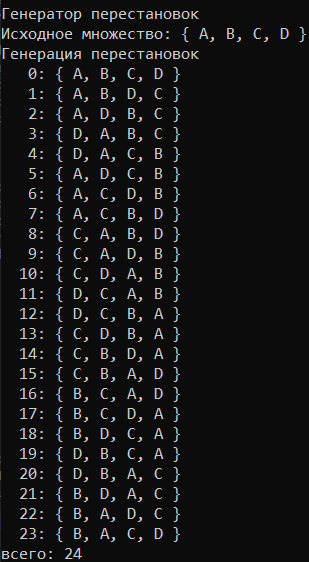 Генератор перестановок
Исходное множество: { A, B, C, D }
Генерация перестановок
0: { A, B, C, D }
1: { A, B, D, C }
2: { A, D, B, C }
3: { D, A, B, C }
4: { D, A, C, B }
5: { A, D, C, B }
6: { A, C, D, B }
7: { A, C, B, D }
8: { C, A, B, D }
9: { C, A, D, B }
10: { C, D, A, B }
11: { D, C, A, B }
12: { D, C, B, A }
13: { C, D, B, A }
14: { C, B, D, A }
15: { C, B, A, D }
16: { B, C, A, D }
17: { B, C, D, A }
18: { B, D, C, A }
19: { D, B, C, A }
20: { D, B, A, C }
21: { B, D, A, C }
22: { B, A, D, C }
23: { B, A, C, D }
всего: 24